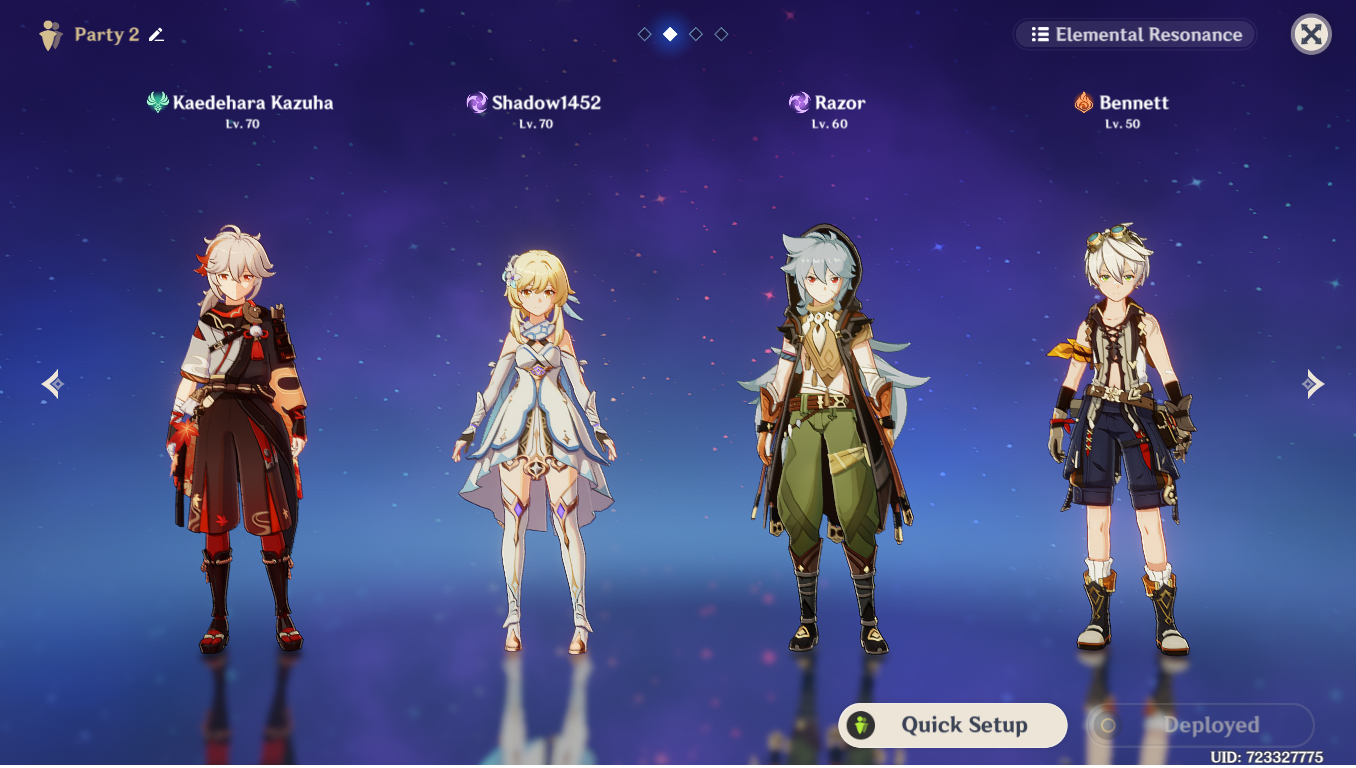 Party 2
Elemental Resonance
Kaedehara Kazuha
Lv. 70
Shadow1452
Lv. 70
Razor
Lv. 60
Bennett
Lv. 50
Quick Setup
Deployed
UID: 723327775